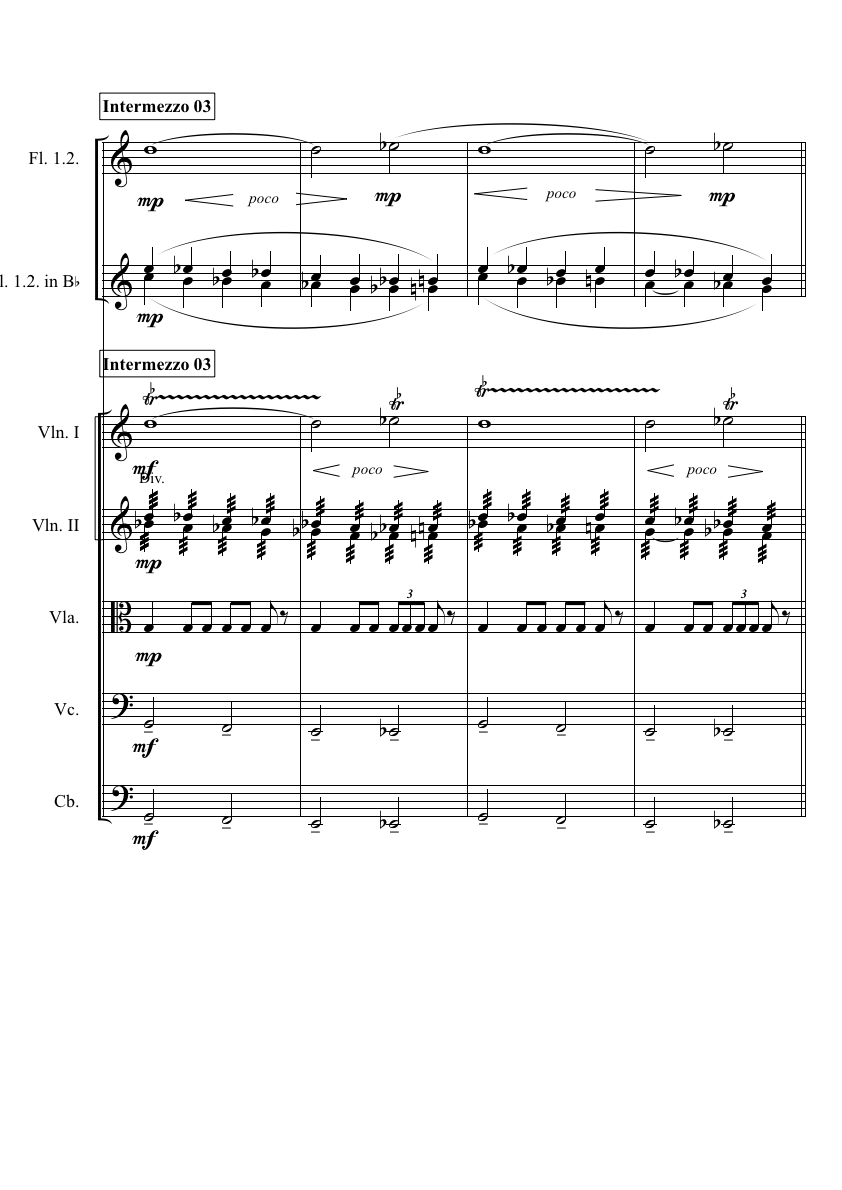 Intermezzo 03
Fl. 1.2.
mp poco mp poco mp
l. 1.2. in B♭
mp
Intermezzo 03
tr tr tr tr
Vln. I
mf poco poco
Div.
Vln. II
mp
3 3
Vla.
mp
Vc.
mf
Cb.
mf